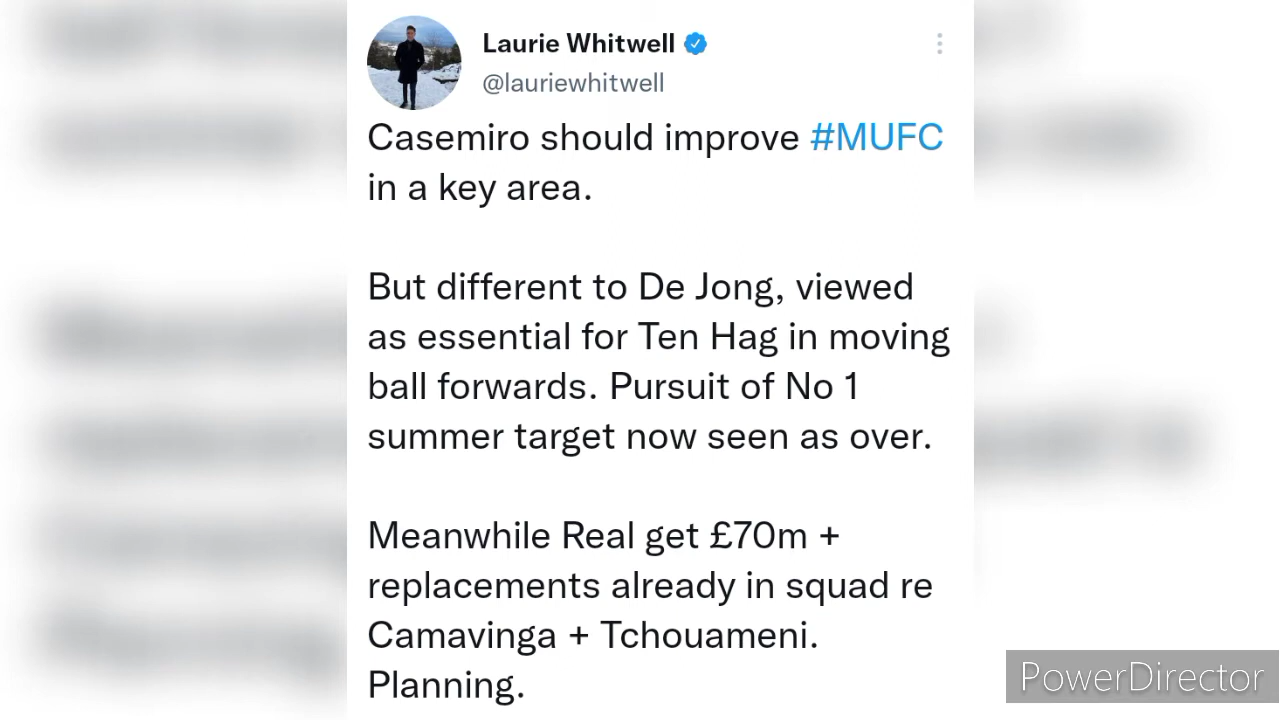 Laurie Whitwell
@lauriewhitwell
Casemiro should improve #MUFC
in a key area.
But different to De Jong, viewed
as essential for Ten Hag in moving
ball forwards. Pursuit of No 1
summer target now seen as over.
Meanwhile Real get £70m +
replacements already in squad re
Camavinga + Tchouameni.
Planning.
PowerDirector